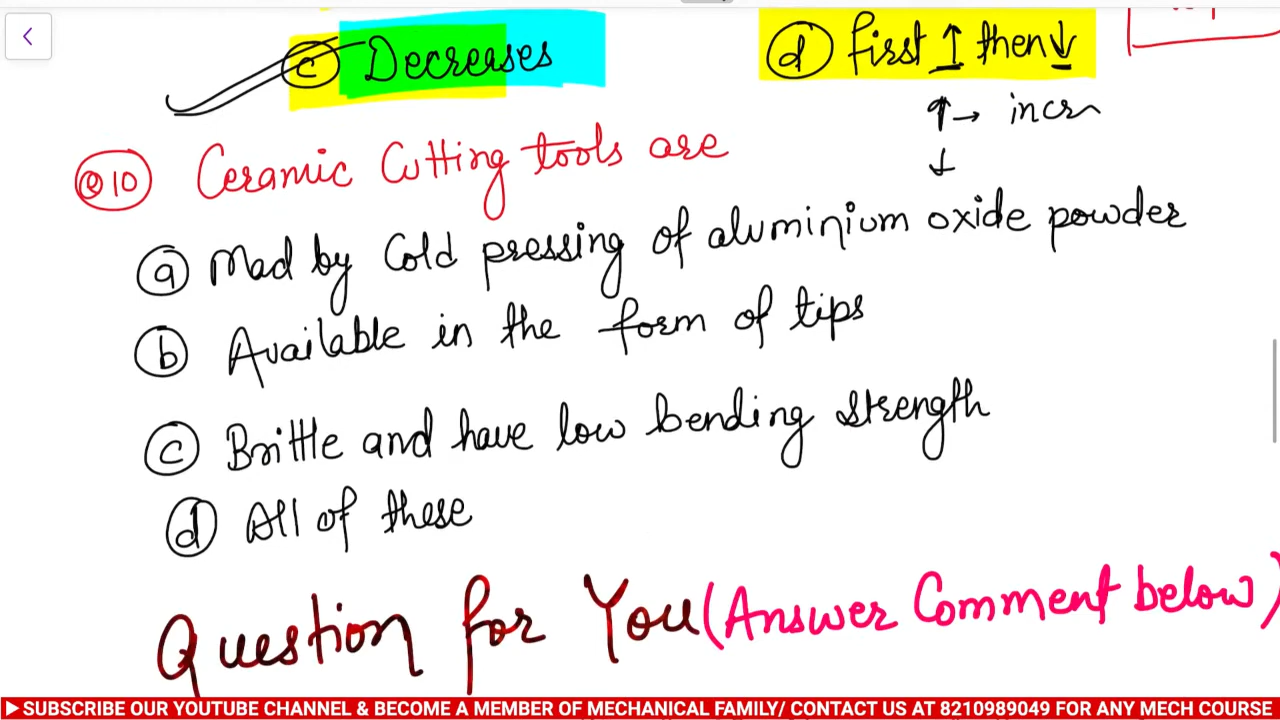 c Decreases
d first ↑ then ↓
↑ → incr
↓
Q10 Ceramic Cutting tools are
a Mad by Cold pressing of aluminium oxide powder
b Available in the form of tips
c Brittle and have low bending strength
d All of these
Question for You (Answer Comment below)
▶ SUBSCRIBE OUR YOUTUBE CHANNEL & BECOME A MEMBER OF MECHANICAL FAMILY/ CONTACT US AT 8210989049 FOR ANY MECH COURSE